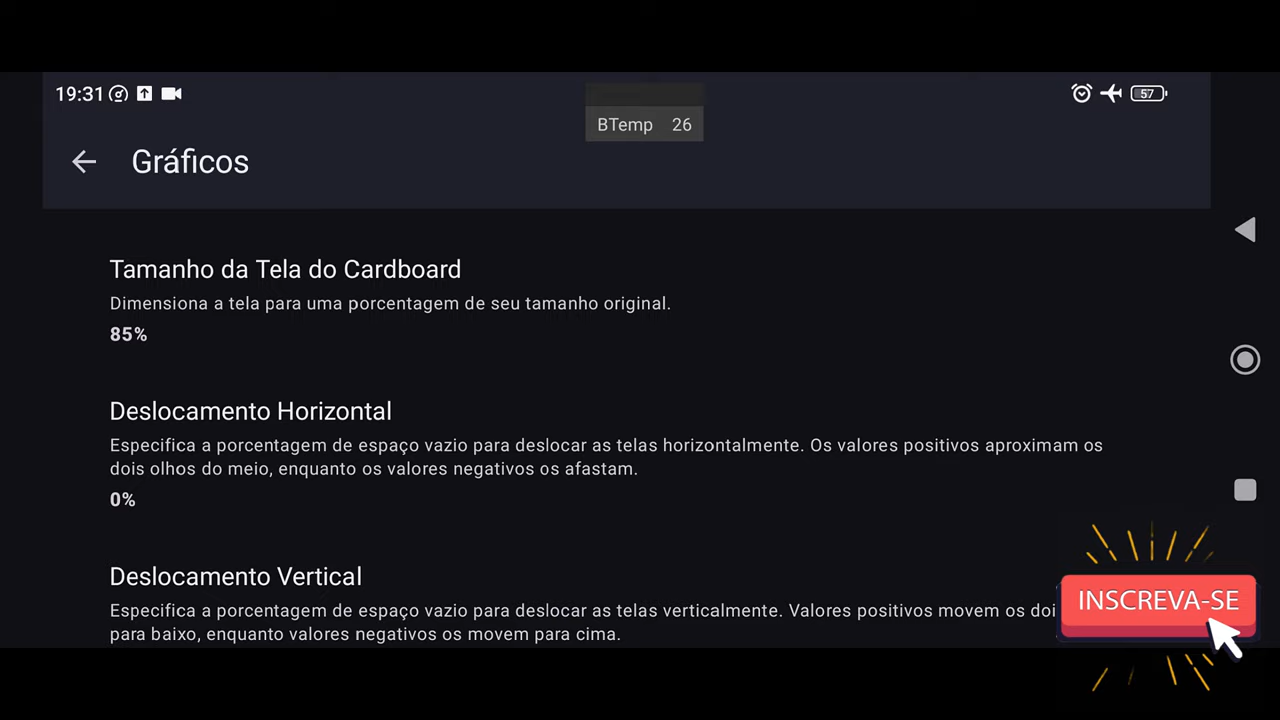 19:31
57
BTemp 26
Gráficos
Tamanho da Tela do Cardboard
Dimensiona a tela para uma porcentagem de seu tamanho original.
85%
Deslocamento Horizontal
Especifica a porcentagem de espaço vazio para deslocar as telas horizontalmente. Os valores positivos aproximam os
dois olhos do meio, enquanto os valores negativos os afastam.
0%
Deslocamento Vertical
Especifica a porcentagem de espaço vazio para deslocar as telas verticalmente. Valores positivos movem os doi
para baixo, enquanto valores negativos os movem para cima.
INSCREVA-SE